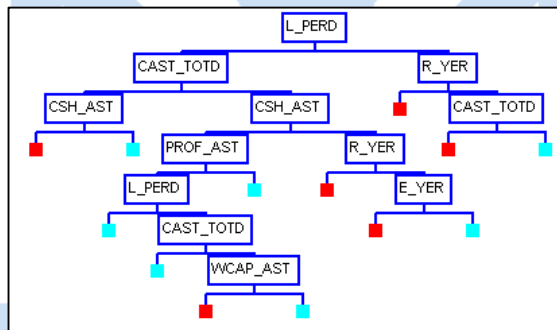 L_PERD
CAST_TOTD R_YER
CSH_AST CSH_AST CAST_TOTD
PROF_AST R_YER
L_PERD E_YER
CAST_TOTD
WCAP_AST